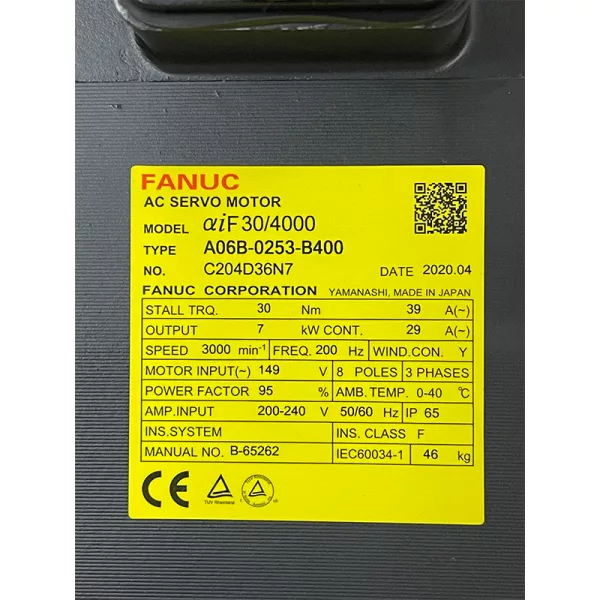 FANUC
AC SERVO MOTOR
MODEL αiF 30/4000
TYPE A06B-0253-B400
NO. C204D36N7 DATE 2020.04
FANUC CORPORATION YAMANASHI, MADE IN JAPAN
STALL TRQ. 30 Nm 39 A(~)
OUTPUT 7 kW CONT. 29 A(~)
SPEED 3000 min-1 FREQ. 200 Hz WIND.CON. Y
MOTOR INPUT(~) 149 V 8 POLES 3 PHASES
POWER FACTOR 95 % AMB.TEMP. 0-40 ℃
AMP.INPUT 200-240 V 50/60 Hz IP 65
INS.SYSTEM INS. CLASS F
MANUAL NO. B-65262 IEC60034-1 46 kg
CE TUV Rheinland